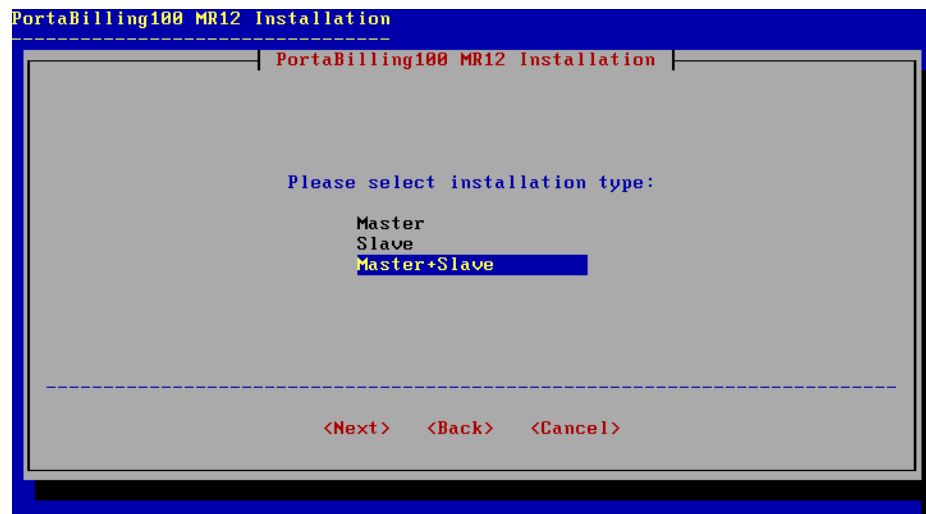 PortaBilling100 MR12 Installation
PortaBilling100 MR12 Installation
Please select installation type:
Master
Slave
Master+Slave
<Next> <Back> <Cancel>